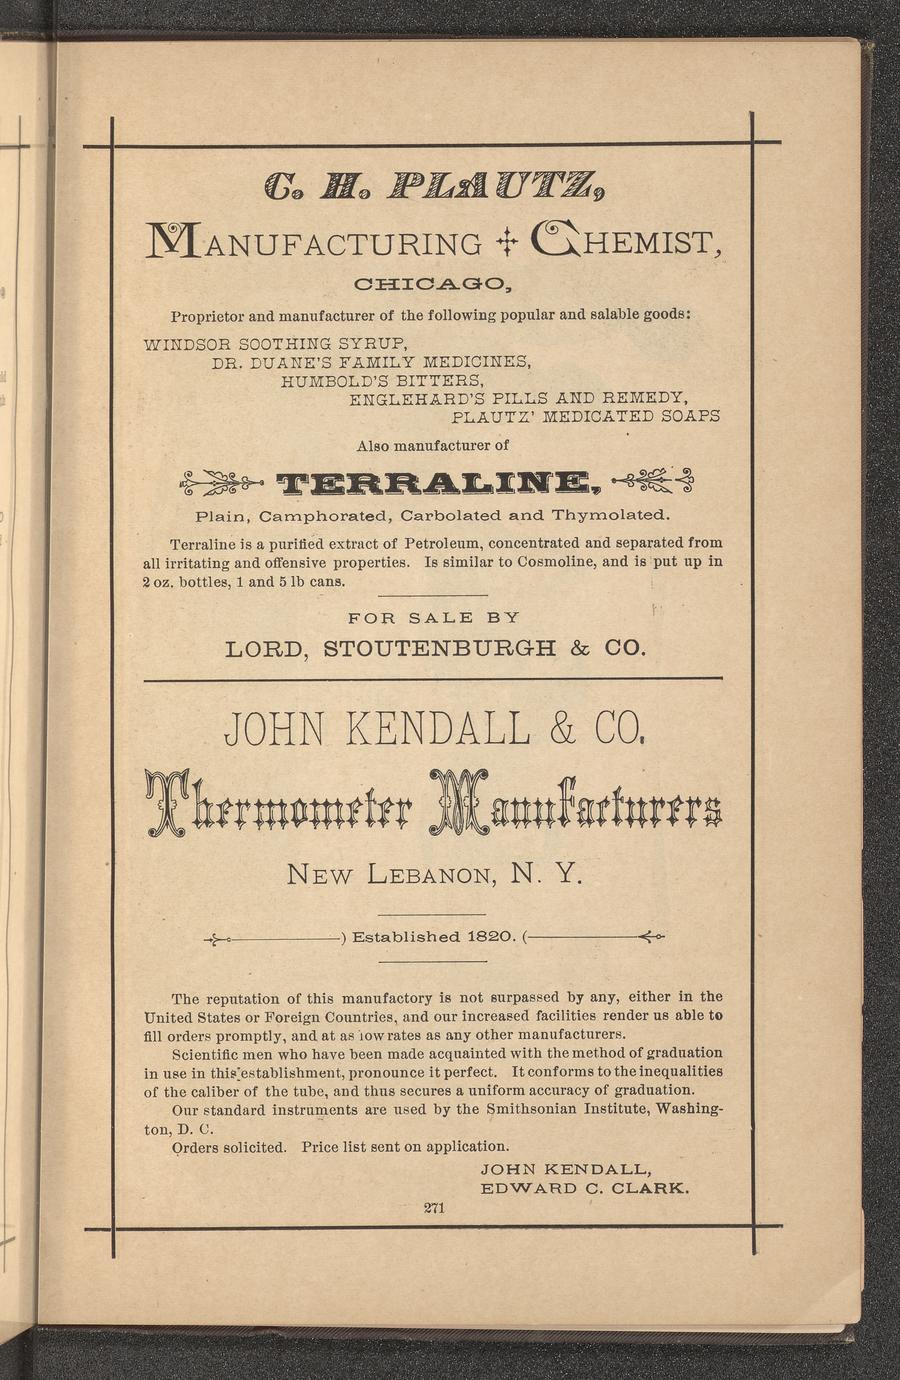 C. H. PLAUTZ,
MANUFACTURING CHEMIST,
CHICAGO,
Proprietor and manufacturer of the following popular and salable goods:
WINDSOR SOOTHING SYRUP,
DR. DUANE'S FAMILY MEDICINES,
HUMBOLD'S BITTERS,
ENGLEHARD'S PILLS AND REMEDY,
PLAUTZ' MEDICATED SOAPS
Also manufacturer of
TERRALINE,
Plain, Camphorated, Carbolated and Thymolated.
Terraline is a purified extract of Petroleum, concentrated and separated from
all irritating and offensive properties. Is similar to Cosmoline, and is put up in
2 oz. bottles, 1 and 5 lb cans.
FOR SALE BY
LORD, STOUTENBURGH & CO.
JOHN KENDALL & CO.
Thermometer Manufacturers
NEW LEBANON, N. Y.
) Established 1820. (
The reputation of this manufactory is not surpassed by any, either in the
United States or Foreign Countries, and our increased facilities render us able to
fill orders promptly, and at as low rates as any other manufacturers.
Scientific men who have been made acquainted with the method of graduation
in use in this establishment, pronounce it perfect. It conforms to the inequalities
of the caliber of the tube, and thus secures a uniform accuracy of graduation.
Our standard instruments are used by the Smithsonian Institute, Washing-
ton, D. C.
Orders solicited. Price list sent on application.
JOHN KENDALL,
EDWARD C. CLARK.
271